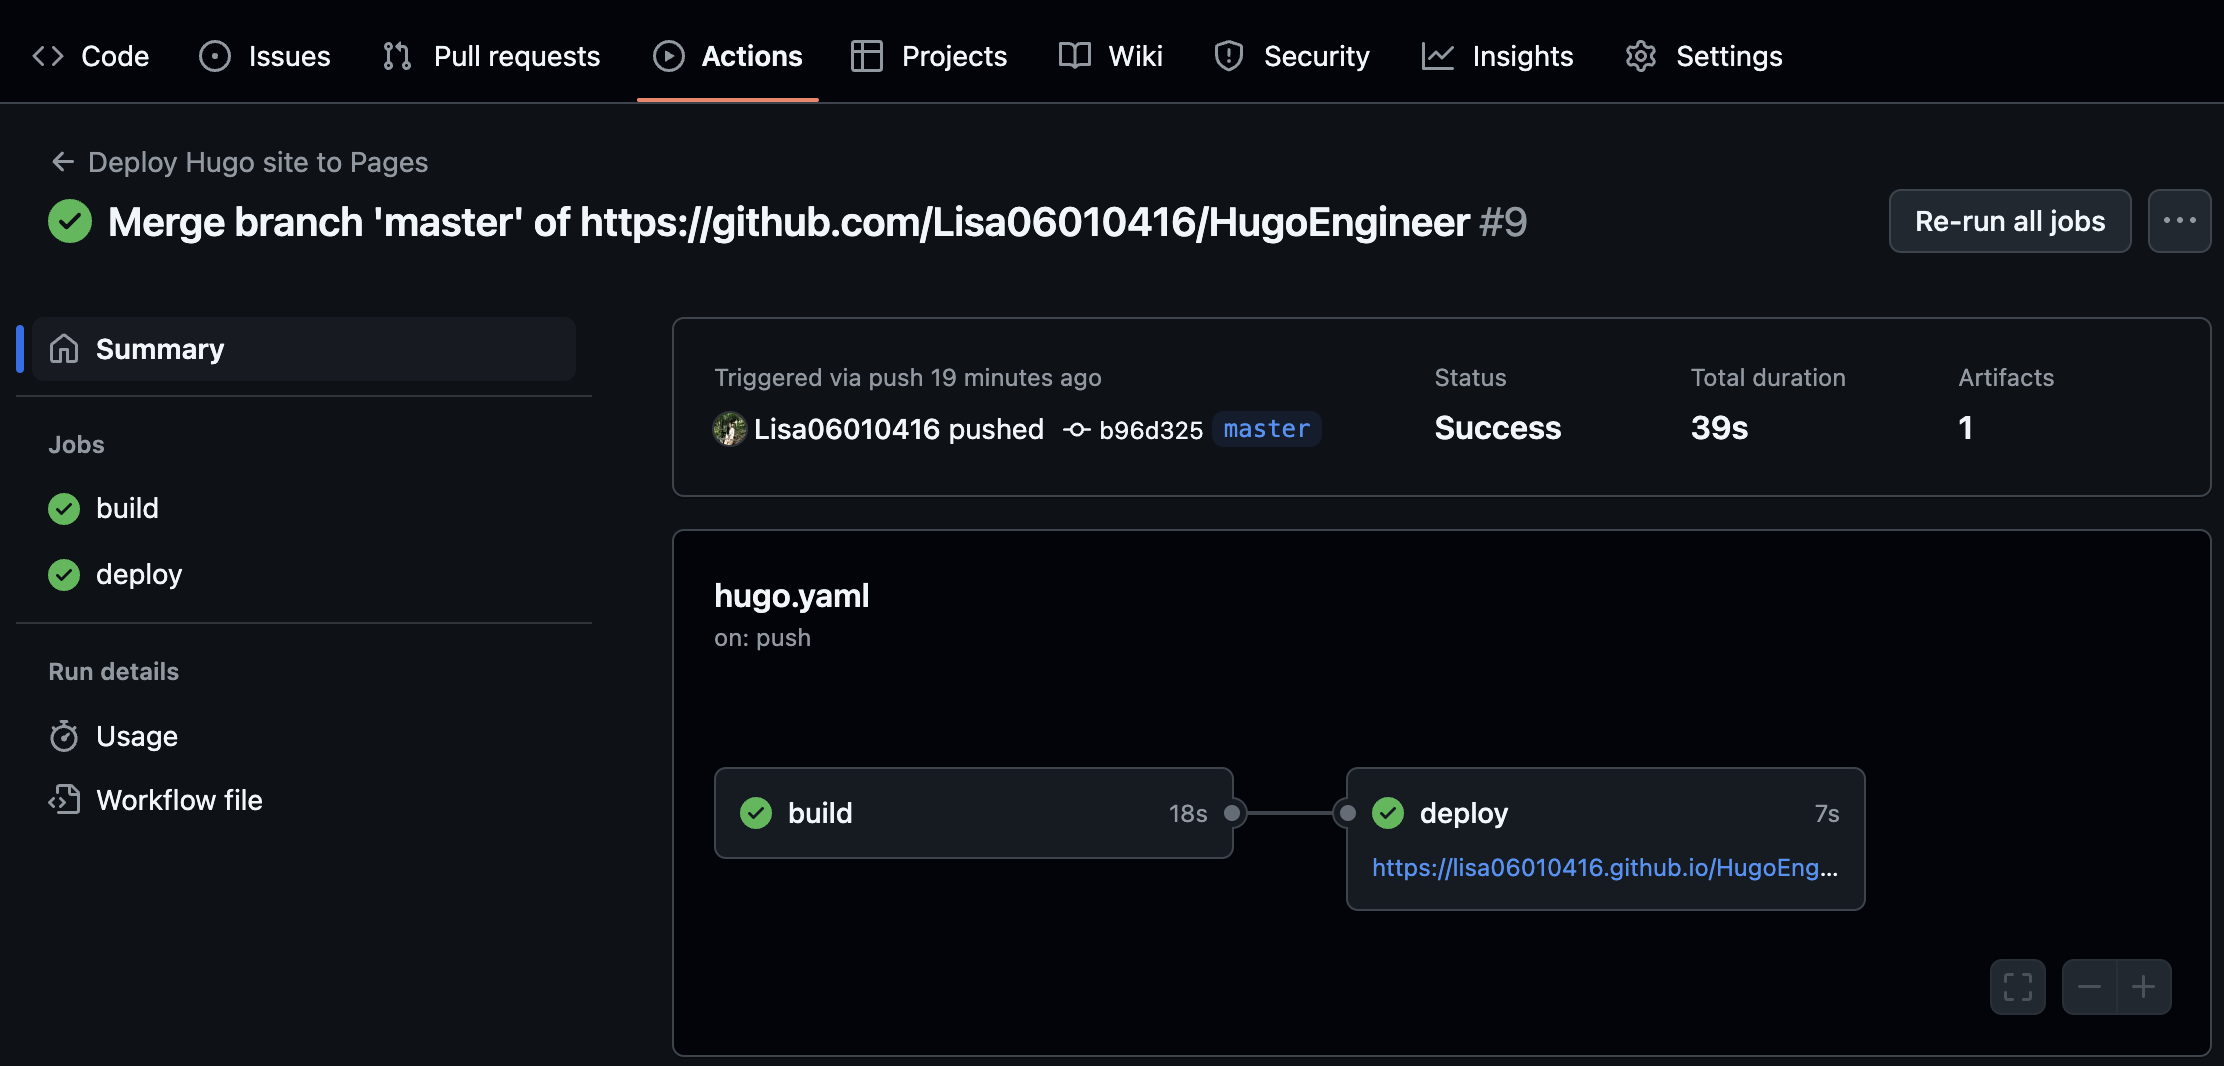 Code Issues Pull requests Actions Projects Wiki Security Insights Settings
Deploy Hugo site to Pages
Merge branch 'master' of https://github.com/Lisa06010416/HugoEngineer #9
Re-run all jobs
Summary
Jobs
build
deploy
Run details
Usage
Workflow file
Triggered via push 19 minutes ago
Lisa06010416 pushed b96d325 master
Status
Success
Total duration
39s
Artifacts
1
hugo.yaml
on: push
build 18s
deploy 7s
https://lisa06010416.github.io/HugoEng...